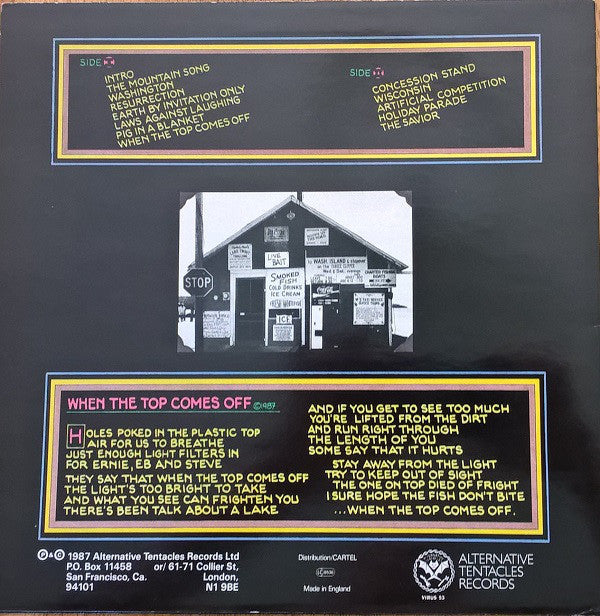 SIDE
INTRO
THE MOUNTAIN SONG
WASHINGTON
RESURRECTION
EARTH BY INVITATION ONLY
LAWS AGAINST LAUGHING
PIG IN A BLANKET
WHEN THE TOP COMES OFF
SIDE
CONCESSION STAND
WISCONSIN
ARTIFICIAL COMPETITION
HOLIDAY PARADE
THE SAVIOR
STOP
LIVE
BAIT
SMOKED
FISH
COLD DRINKS
ICE CREAM
ICE
WASH. ISLAND
CHARTER FISHING
BOATS
Coca-Cola
WHEN THE TOP COMES OFF ©1987
HOLES POKED IN THE PLASTIC TOP
AIR FOR US TO BREATHE
JUST ENOUGH LIGHT FILTERS IN
FOR ERNIE, EB AND STEVE
THEY SAY THAT WHEN THE TOP COMES OFF
THE LIGHT'S TOO BRIGHT TO TAKE
AND WHAT YOU SEE CAN FRIGHTEN YOU
THERE'S BEEN TALK ABOUT A LAKE
AND IF YOU GET TO SEE TOO MUCH
YOU'RE LIFTED FROM THE DIRT
AND RUN RIGHT THROUGH
THE LENGTH OF YOU
SOME SAY THAT IT HURTS
STAY AWAY FROM THE LIGHT
TRY TO KEEP OUT OF SIGHT
THE ONE ON TOP DIED OF FRIGHT
I SURE HOPE THE FISH DON'T BITE
...WHEN THE TOP COMES OFF.
℗ & © 1987 Alternative Tentacles Records Ltd
P.O. Box 11458 or/ 61-71 Collier St,
San Francisco, Ca. London,
94101 N1 9BE
Distribution/CARTEL
Made in England
VIRUS 53
ALTERNATIVE
TENTACLES
RECORDS